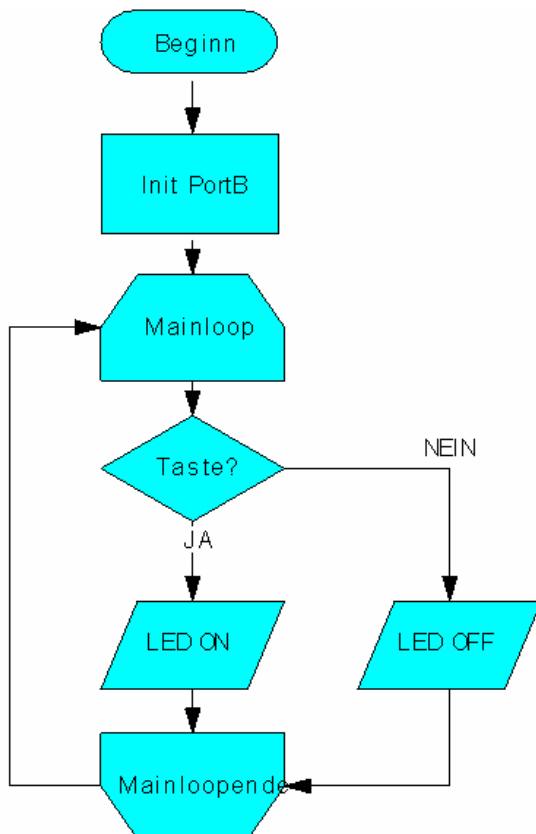 Beginn
Init PortB
Mainloop
Taste?
NEIN
JA
LED ON
LED OFF
Mainloopende